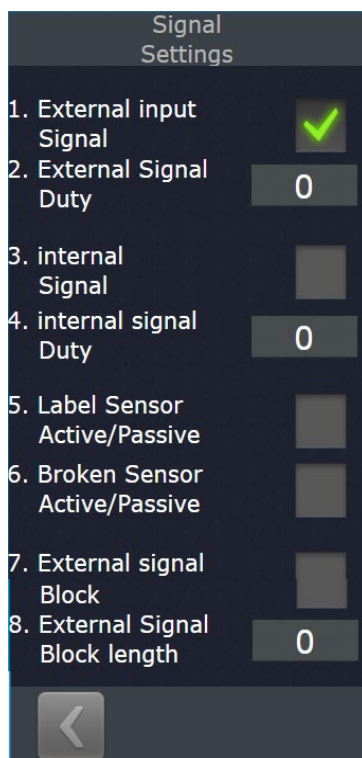 Signal
Settings
1. External input
Signal
2. External Signal
Duty
0
3. internal
Signal
4. internal signal
Duty
0
5. Label Sensor
Active/Passive
6. Broken Sensor
Active/Passive
7. External signal
Block
8. External Signal
Block length
0